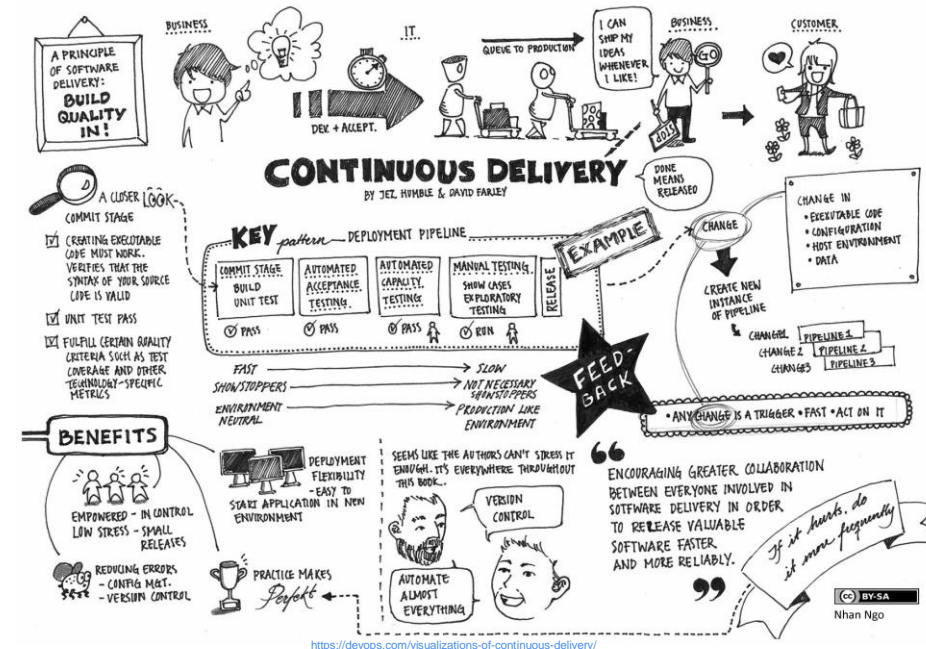 A PRINCIPLE
OF SOFTWARE
DELIVERY:
BUILD
QUALITY
IN!
BUSINESS
IT
DEV. + ACCEPT.
QUEUE TO PRODUCTION
I CAN
SHIP MY
IDEAS
WHENEVER
I LIKE!
BUSINESS
GO
CUSTOMER
CONTINUOUS DELIVERY
BY JEZ HUMBLE & DAVID FARLEY
DONE
MEANS
RELEASED
A CLOSER LOOK
COMMIT STAGE
CREATING EXECUTABLE
CODE MUST WORK.
VERIFIES THAT THE
SYNTAX OF YOUR SOURCE
CODE IS VALID
UNIT TEST PASS
FULFILL CERTAIN QUALITY
CRITERIA SUCH AS TEST
COVERAGE AND OTHER
TECHNOLOGY-SPECIFIC
METRICS
KEY pattern - DEPLOYMENT PIPELINE
COMMIT STAGE
BUILD
UNIT TEST
PASS
AUTOMATED
ACCEPTANCE
TESTING
PASS
AUTOMATED
CAPACITY
TESTING
PASS
MANUAL TESTING
SHOW CASES
EXPLORATORY
TESTING
RUN
RELEASE
EXAMPLE
FAST → SLOW
SHOWSTOPPERS → NOT NECESSARY
SHOWSTOPPERS
ENVIRONMENT
NEUTRAL → PRODUCTION LIKE
ENVIRONMENT
FEED-
BACK
CHANGE
CHANGE IN
• EXEKUTABLE CODE
• CONFIGURATION
• HOST ENVIRONMENT
• DATA
CREATE NEW
INSTANCE
OF PIPELINE
CHANGE1 PIPELINE 1
CHANGE 2 PIPELINE 2
CHANGE3 PIPELINE 3
• ANY CHANGE IS A TRIGGER • FAST • ACT ON IT
BENEFITS
EMPOWERED - IN CONTROL
LOW STRESS - SMALL
RELEASES
REDUCING ERRORS
- CONFIG MGT.
- VERSION CONTROL
DEPLOYMENT
FLEXIBILITY
- EASY TO
START APPLICATION IN NEW
ENVIRONMENT
PRACTICE MAKES
Perfekt
SEEMS LIKE THE AUTHORS CAN'T STRESS IT
ENOUGH. IT'S EVERYWHERE THROUGHOUT
THIS BOOK..
VERSION
CONTROL
AUTOMATE
ALMOST
EVERYTHING
“ENCOURAGING GREATER COLLABORATION
BETWEEN EVERYONE INVOLVED IN
SOFTWARE DELIVERY IN ORDER
TO RELEASE VALUABLE
SOFTWARE FASTER
AND MORE RELIABLY.”
If it hurts, do
it more frequently
CC BY-SA
Nhan Ngo
https://devops.com/visualizations-of-continuous-delivery/